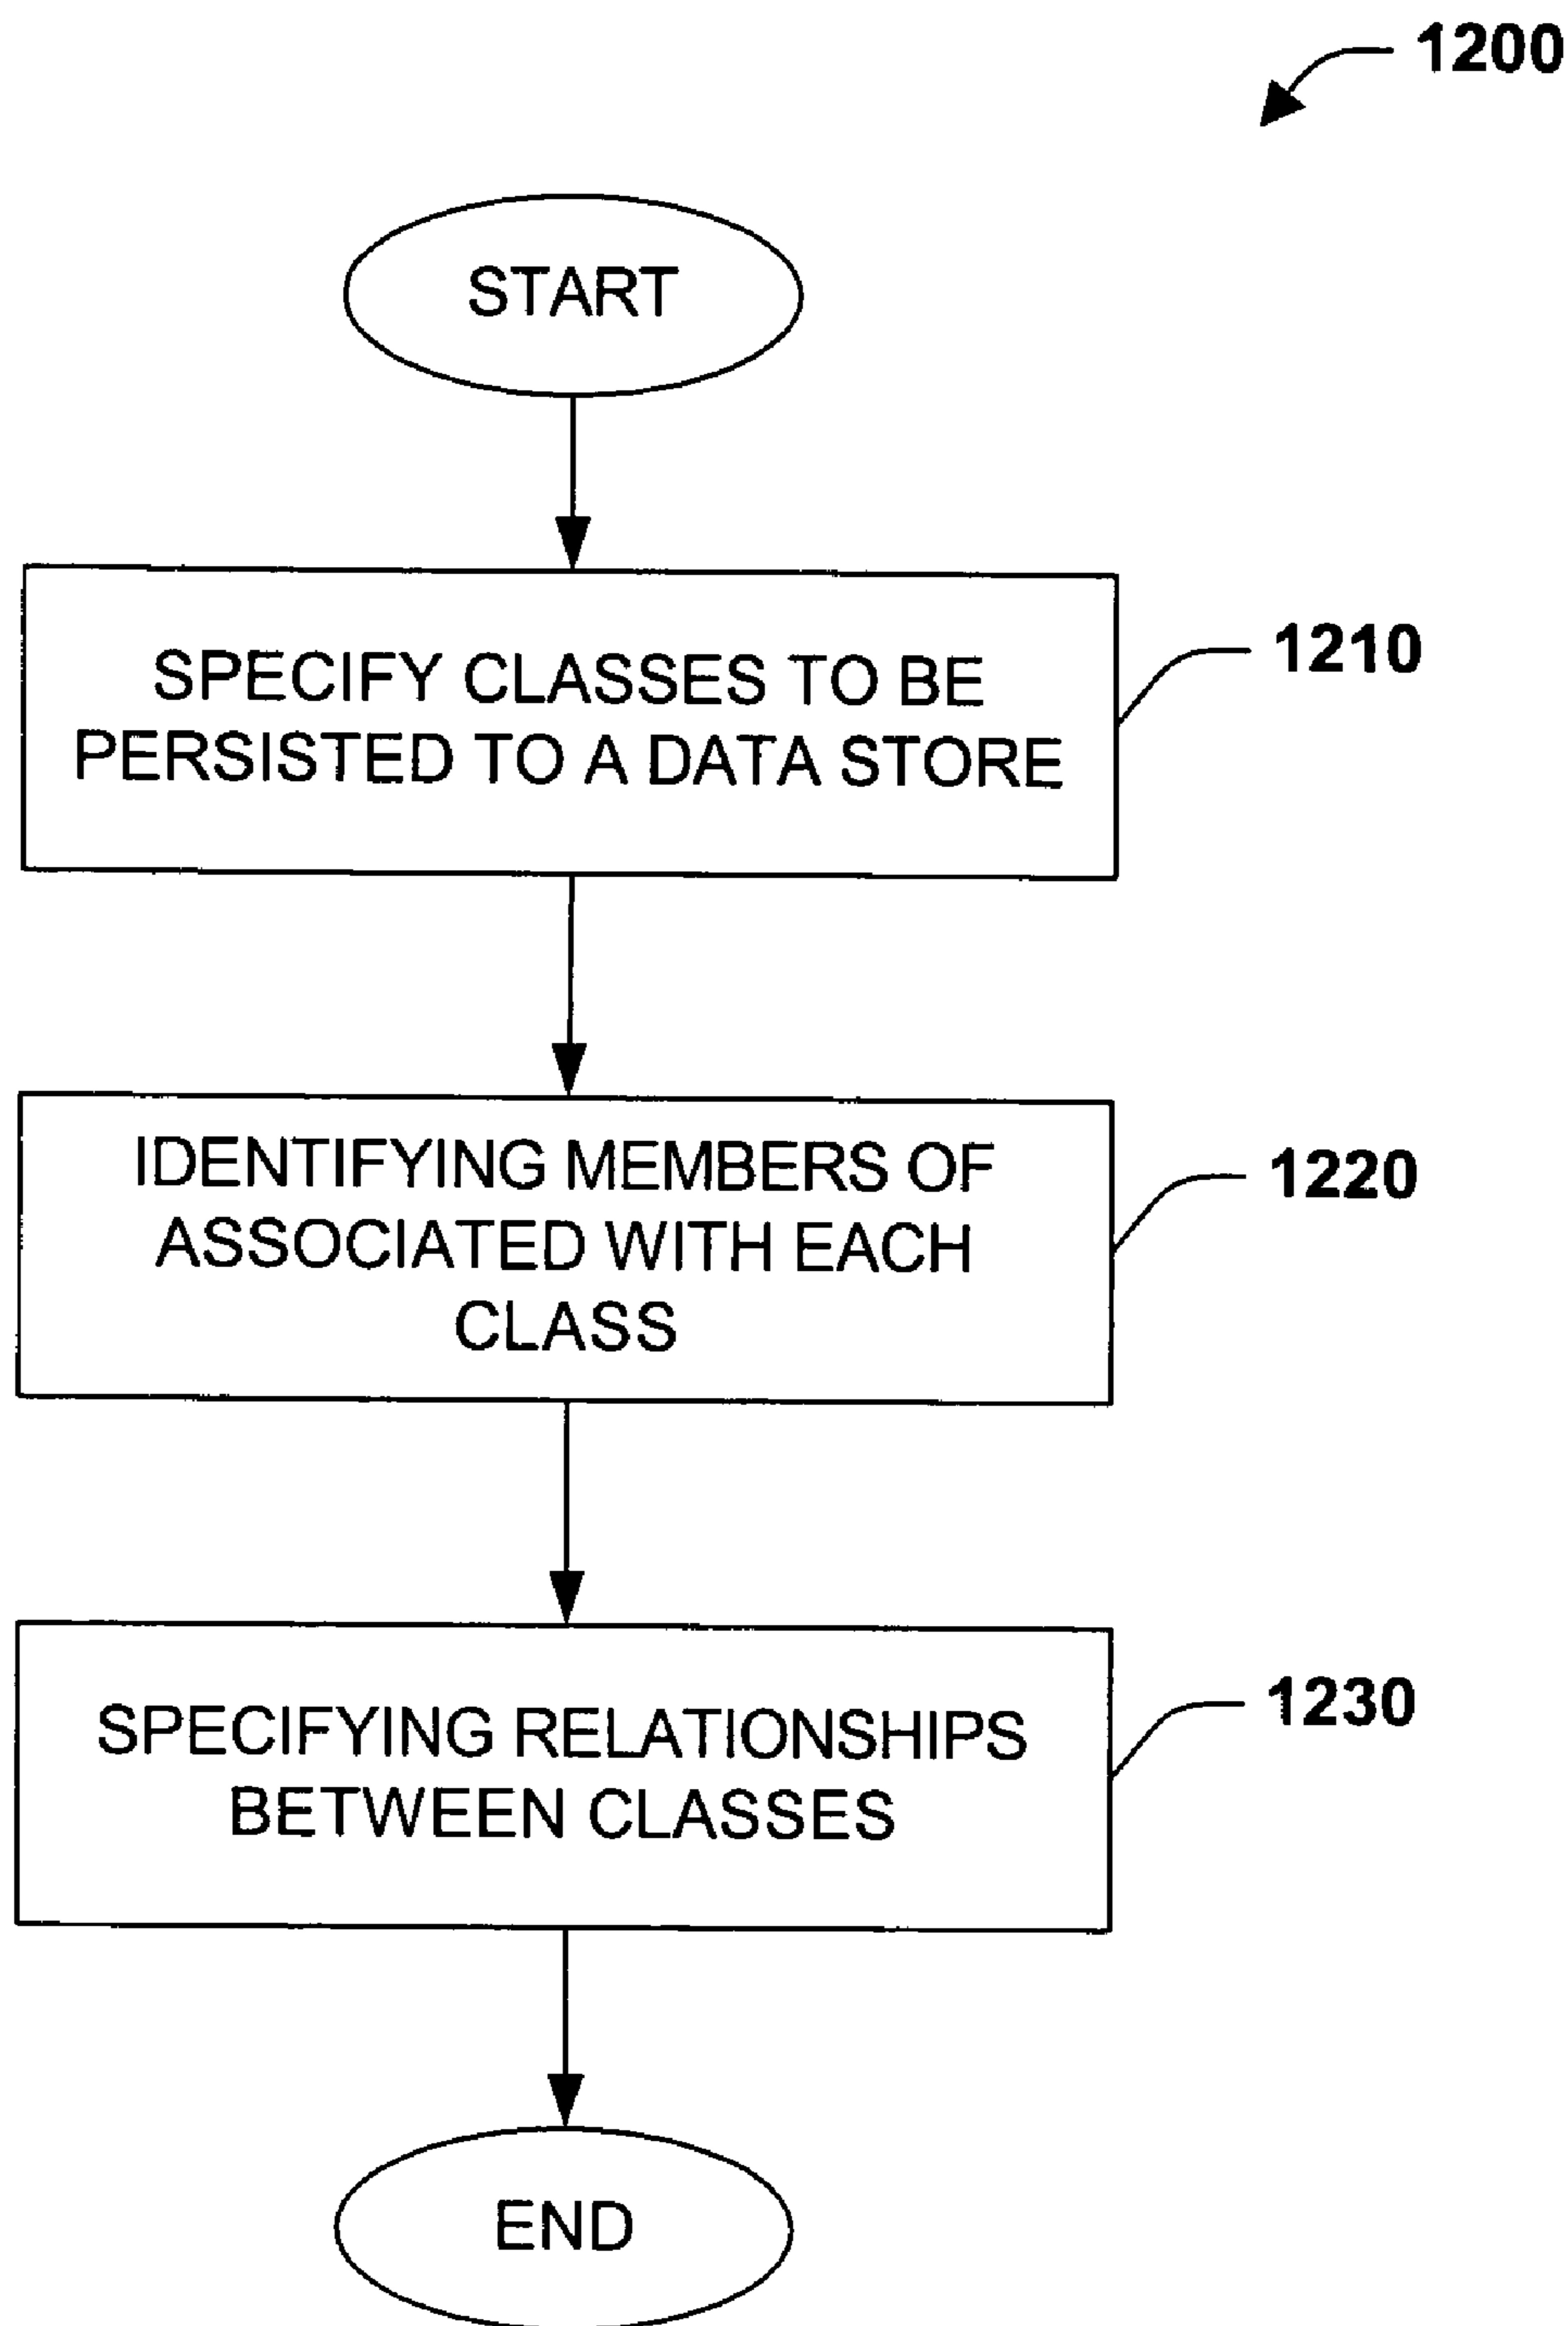 1200
START
SPECIFY CLASSES TO BE
PERSISTED TO A DATA STORE
1210
IDENTIFYING MEMBERS OF
ASSOCIATED WITH EACH
CLASS
1220
SPECIFYING RELATIONSHIPS
BETWEEN CLASSES
1230
END